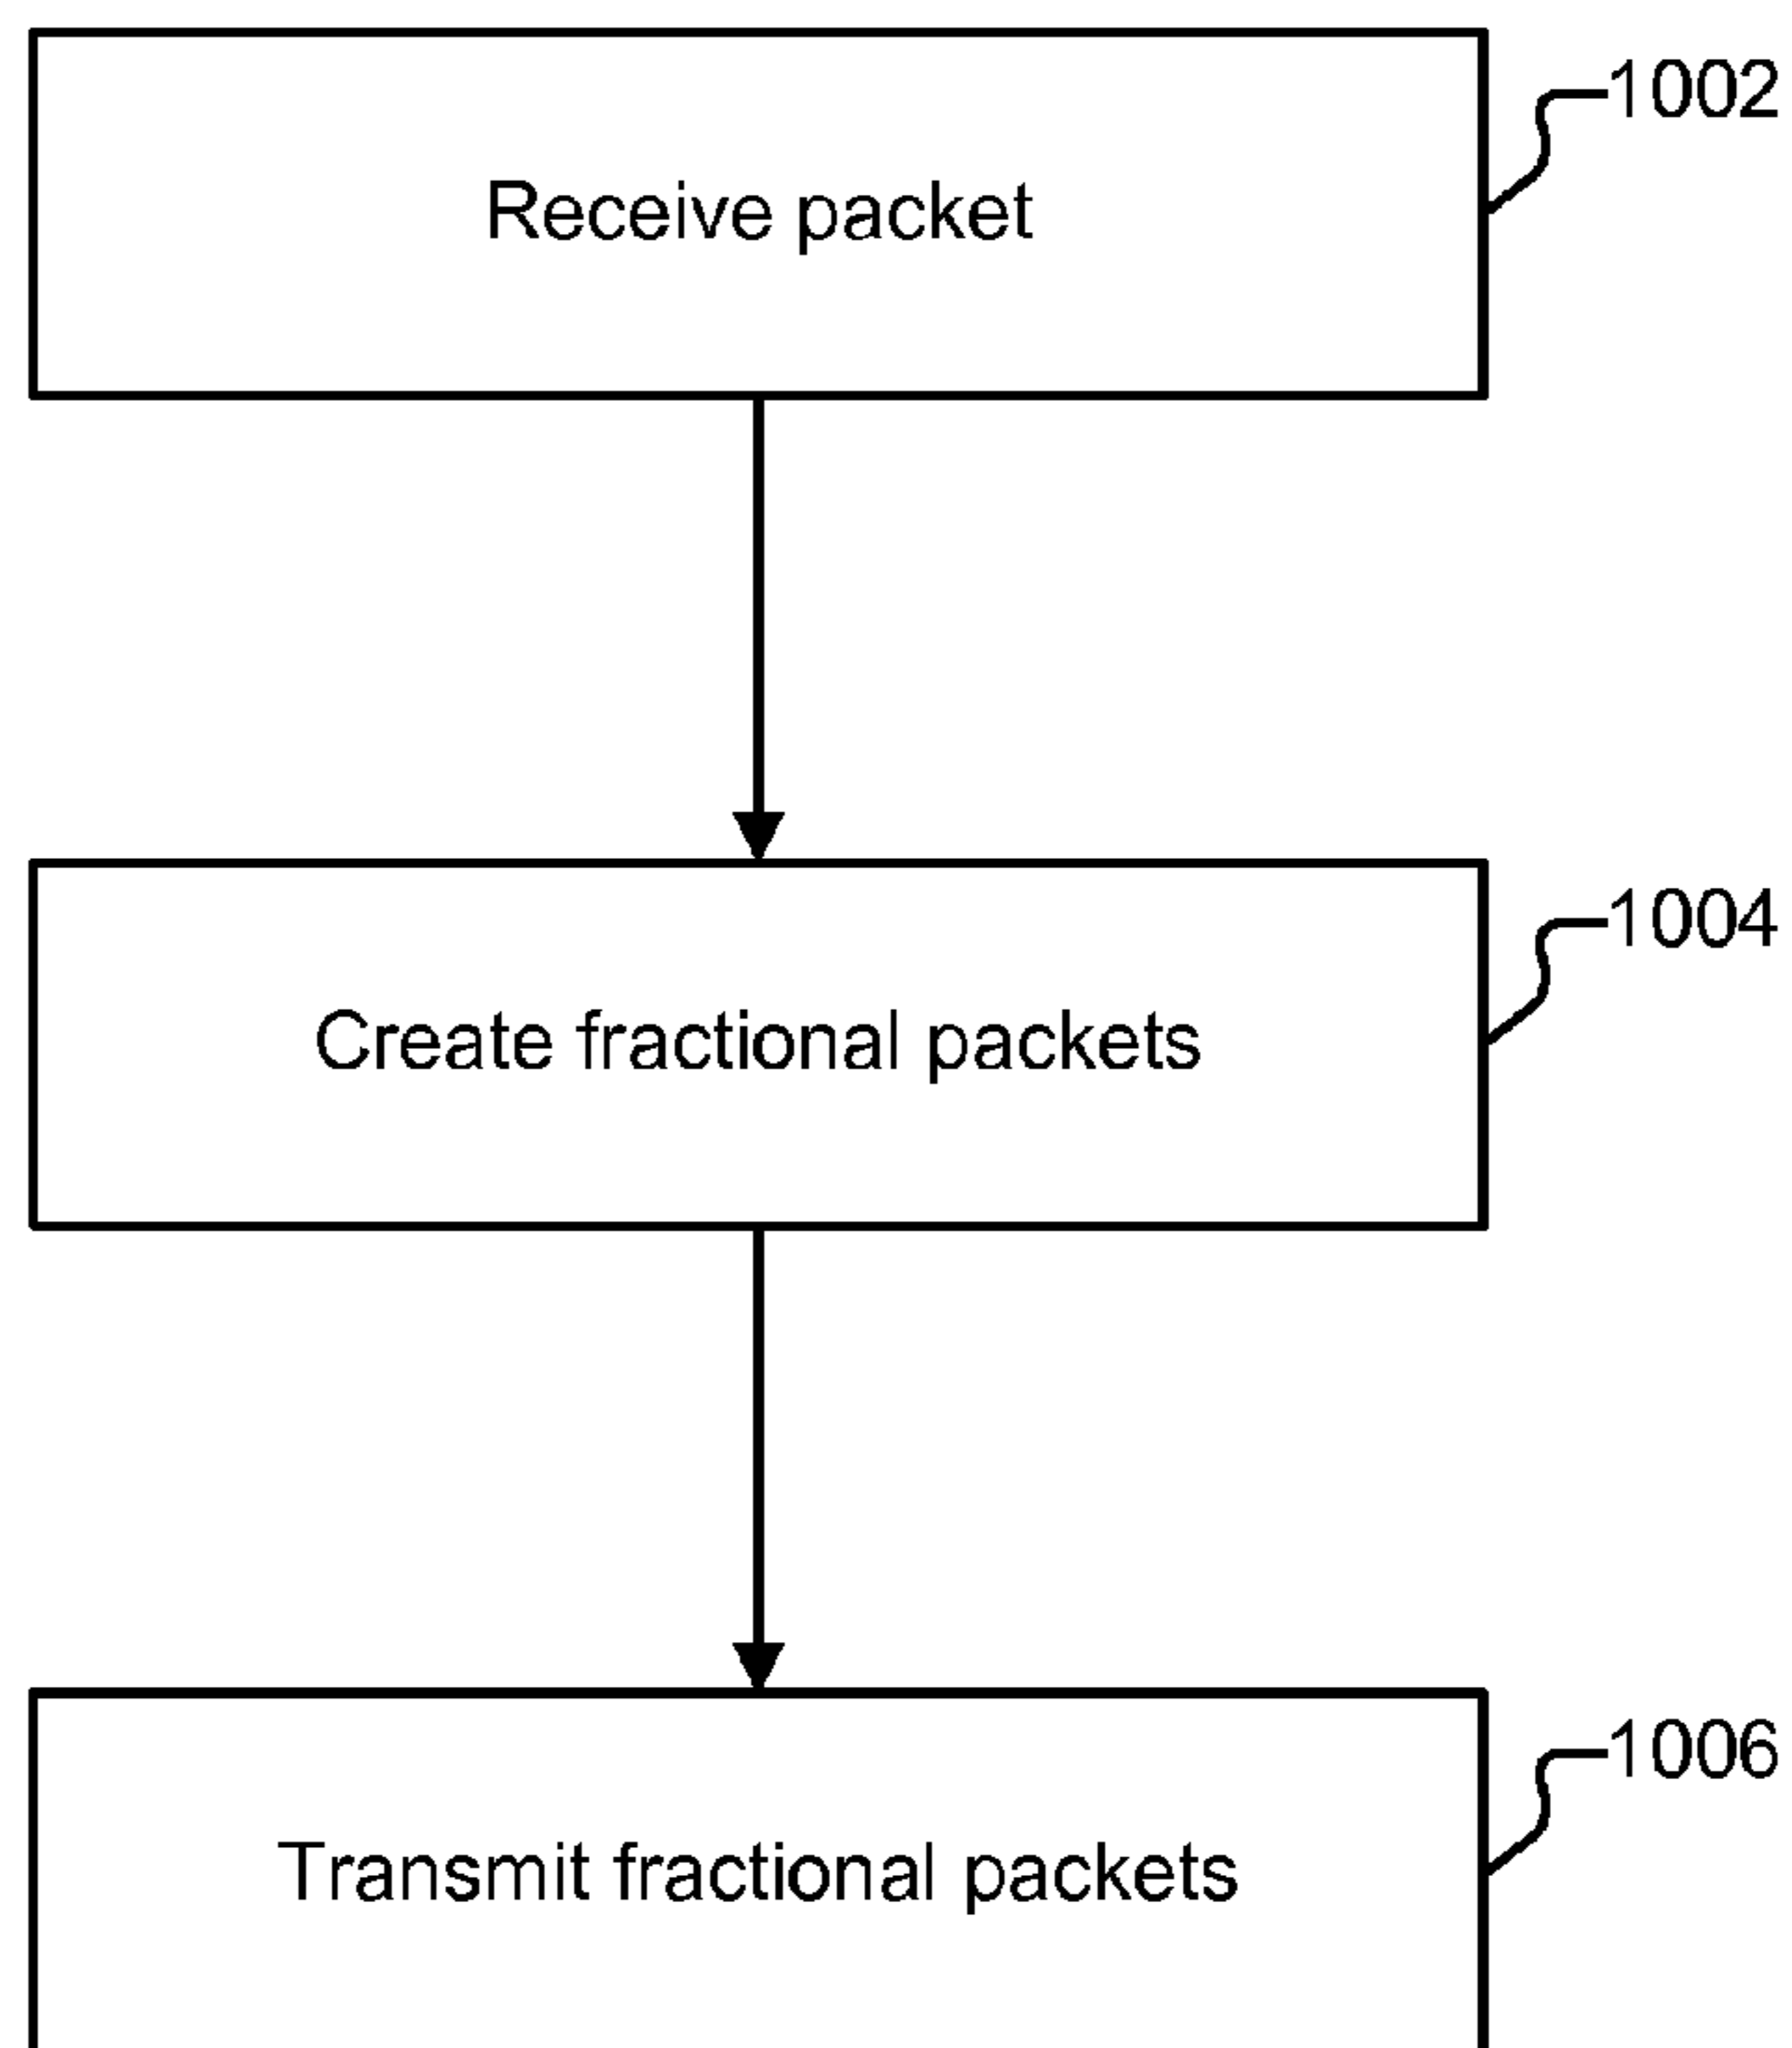 1002
Receive packet
1004
Create fractional packets
1006
Transmit fractional packets